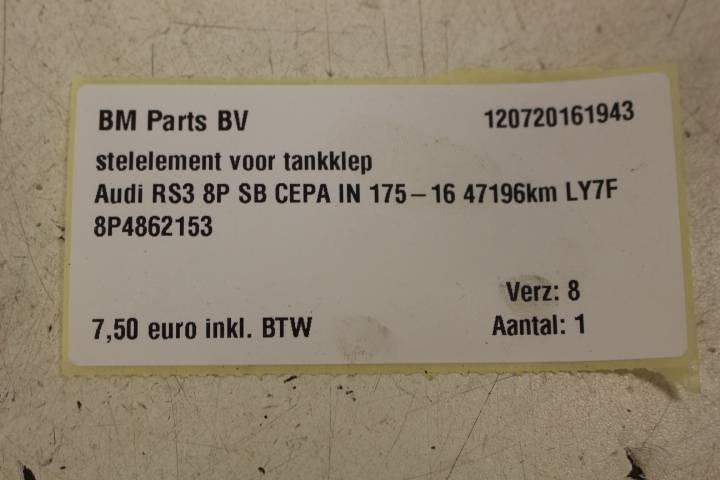 BM Parts BV 120720161943
stelelement voor tankklep
Audi RS3 8P SB CEPA IN 175-16 47196km LY7F
8P4862153
Verz: 8
7,50 euro inkl. BTW Aantal: 1